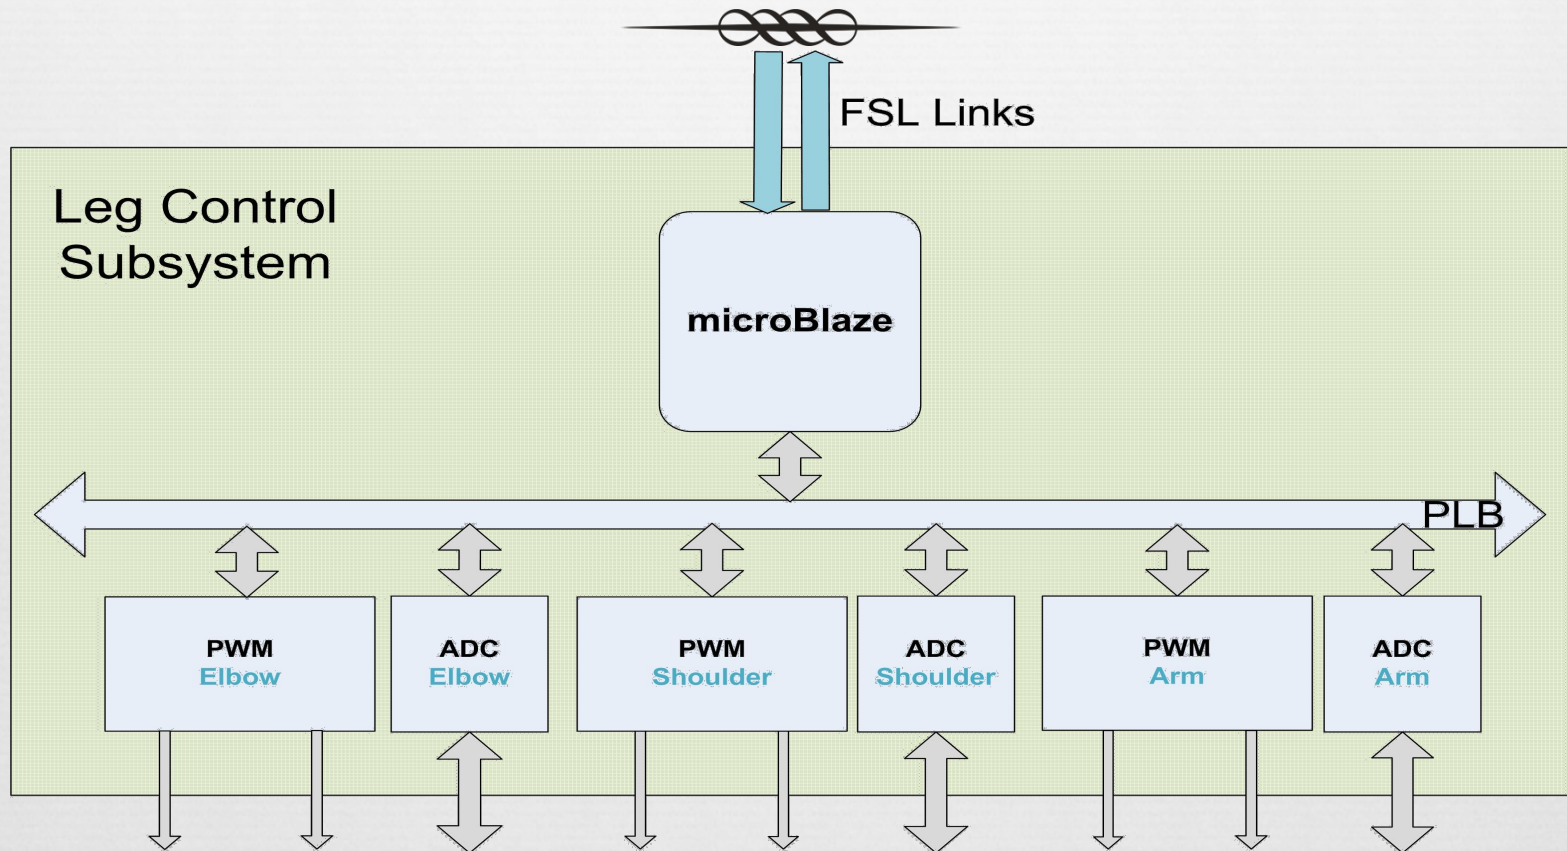 FSL Links
Leg Control
Subsystem
microBlaze
PLB
PWM
Elbow
ADC
Elbow
PWM
Shoulder
ADC
Shoulder
PWM
Arm
ADC
Arm